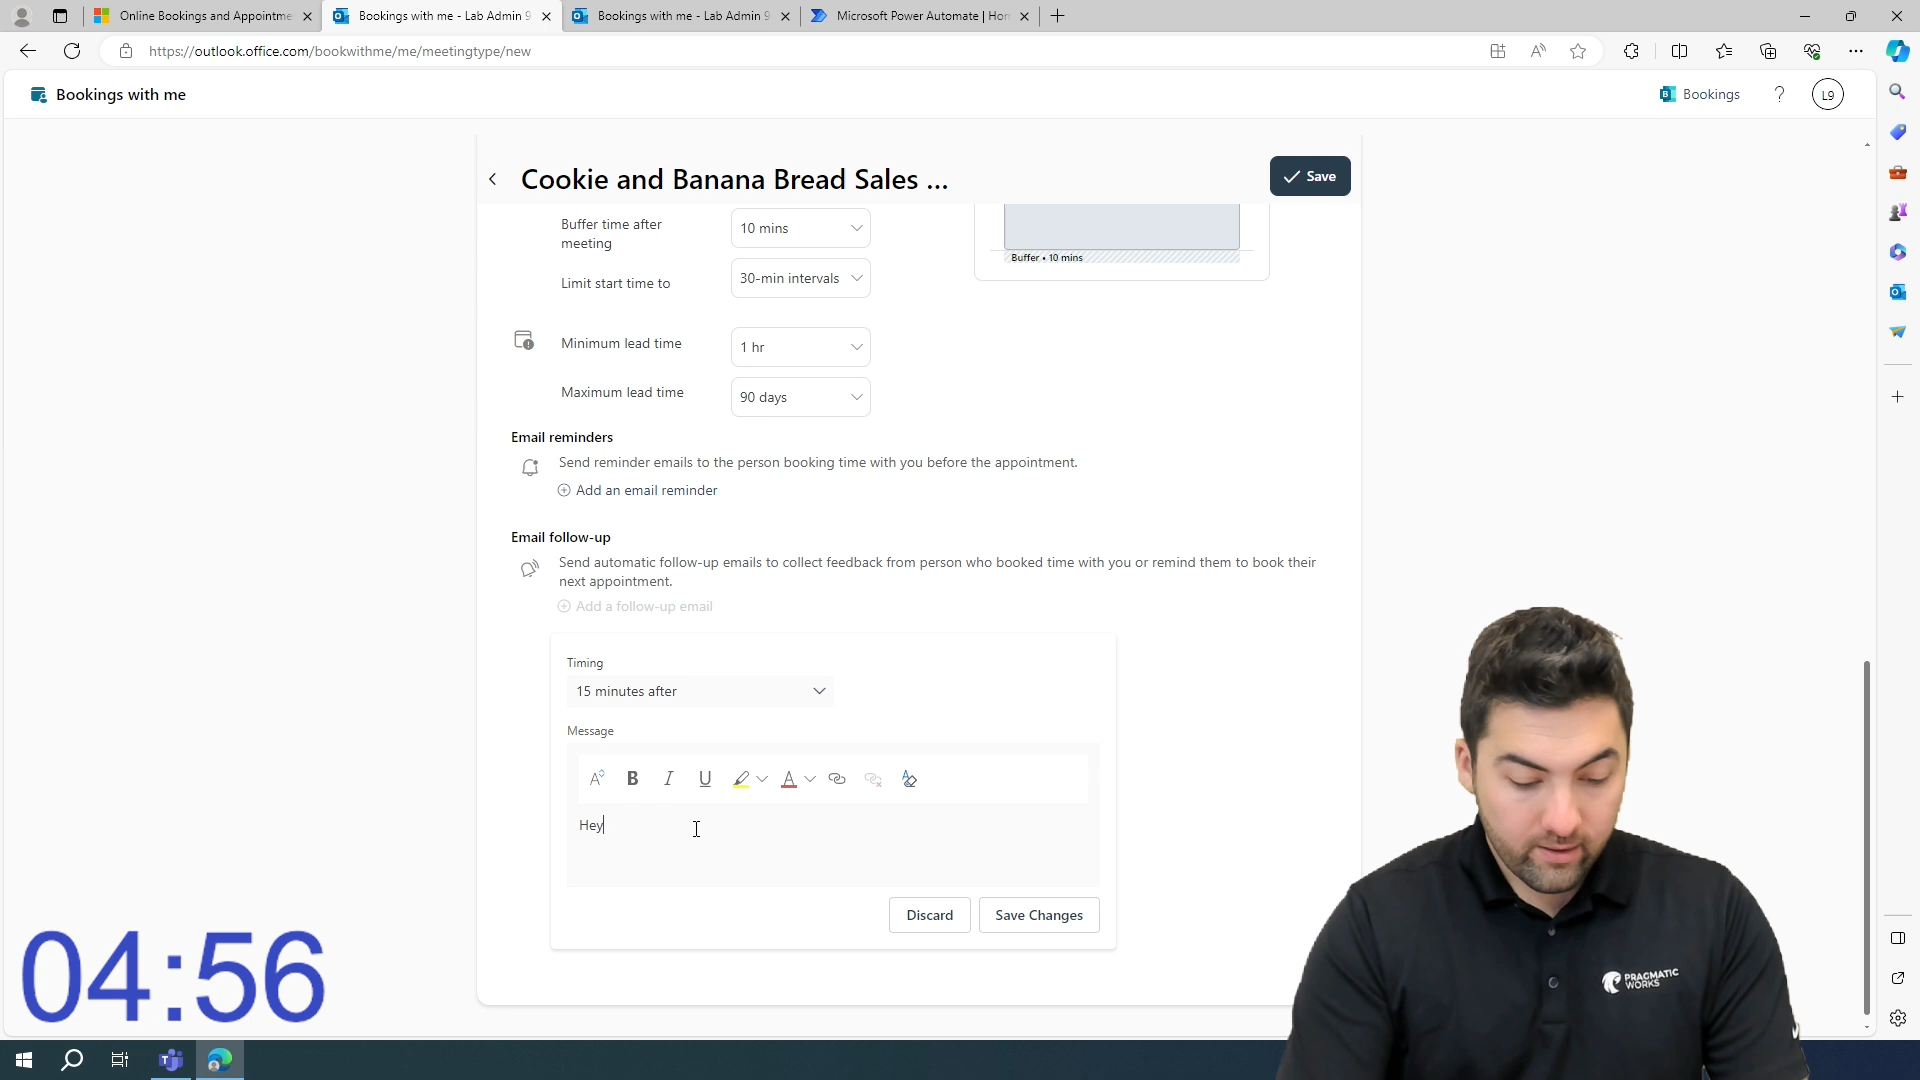 Online Bookings and Appointme
Bookings with me - Lab Admin 9
Bookings with me - Lab Admin 9
Microsoft Power Automate | Hom
https://outlook.office.com/bookwithme/me/meetingtype/new
Bookings with me
Bookings
?
L9
Cookie and Banana Bread Sales ...
Save
Buffer time after
meeting
10 mins
Buffer • 10 mins
Limit start time to
30-min intervals
Minimum lead time
1 hr
Maximum lead time
90 days
Email reminders
Send reminder emails to the person booking time with you before the appointment.
Add an email reminder
Email follow-up
Send automatic follow-up emails to collect feedback from person who booked time with you or remind them to book their
next appointment.
Add a follow-up email
Timing
15 minutes after
Message
Hey
Discard
Save Changes
04:56
PRAGMATIC
WORKS